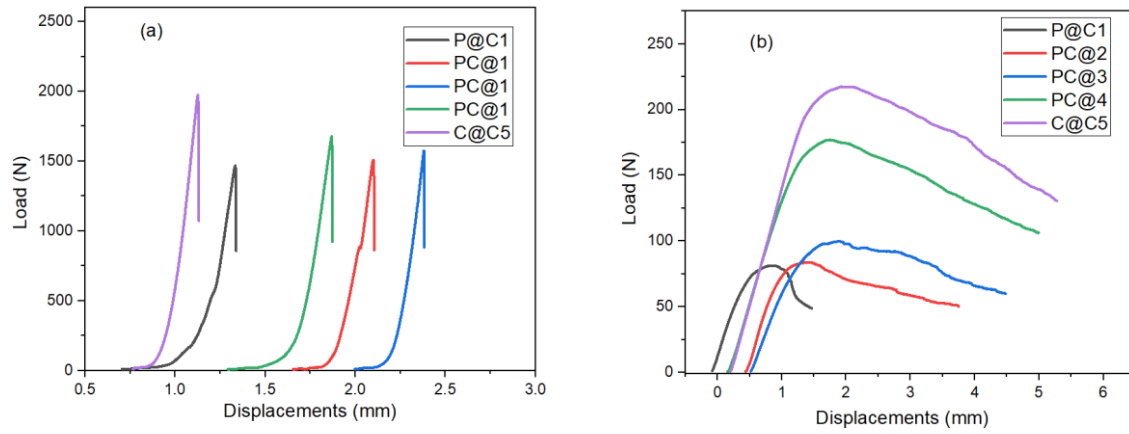 (a)
P@C1
PC@1
PC@1
PC@1
C@C5
2500
2000
1500
1000
500
0
Load (N)
0.5 1.0 1.5 2.0 2.5 3.0
Displacements (mm)
(b)
P@C1
PC@2
PC@3
PC@4
C@C5
250
200
150
100
50
0
Load (N)
0 1 2 3 4 5 6
Displacements (mm)